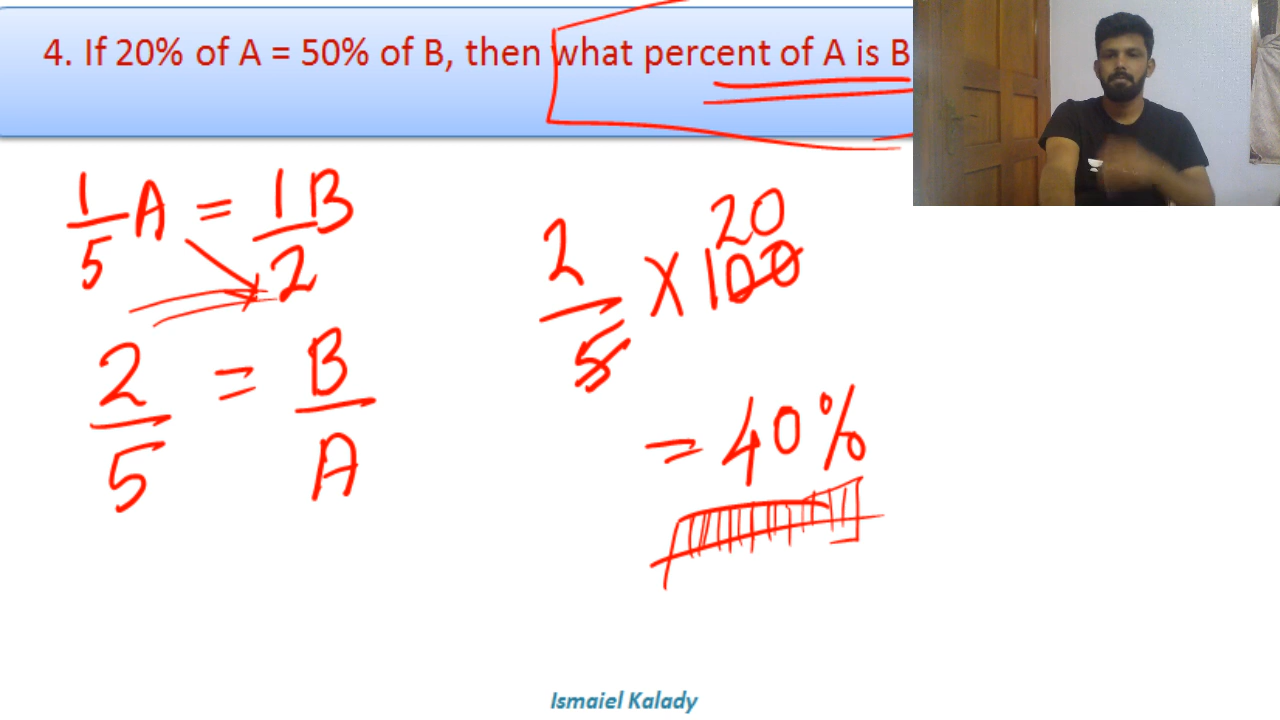 4. If 20% of A = 50% of B, then what percent of A is B
1/5 A = 1/2 B
2/5 = B/A
2/5 X 100 20
= 40%
Ismaiel Kalady